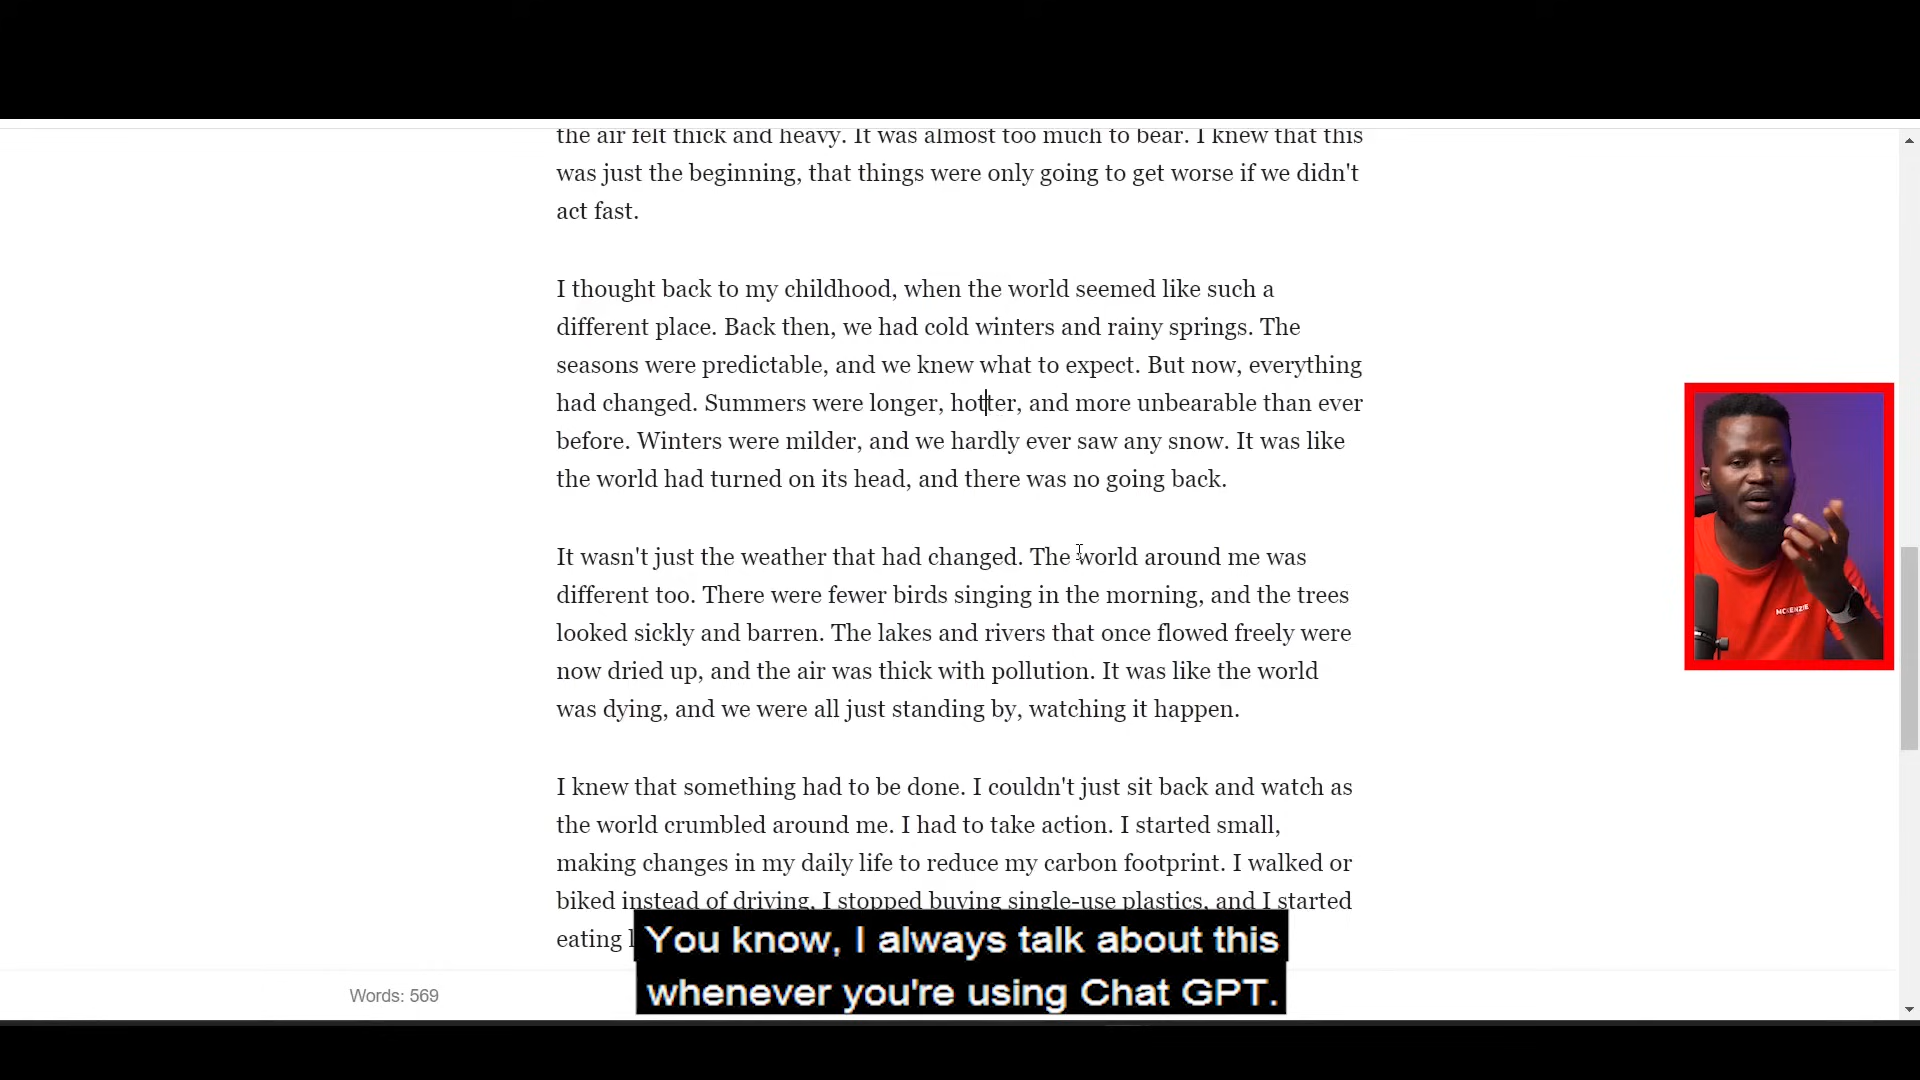 the air felt thick and heavy. It was almost too much to bear. I knew that this
was just the beginning, that things were only going to get worse if we didn't
act fast.
I thought back to my childhood, when the world seemed like such a
different place. Back then, we had cold winters and rainy springs. The
seasons were predictable, and we knew what to expect. But now, everything
had changed. Summers were longer, hotter, and more unbearable than ever
before. Winters were milder, and we hardly ever saw any snow. It was like
the world had turned on its head, and there was no going back.
It wasn't just the weather that had changed. The world around me was
different too. There were fewer birds singing in the morning, and the trees
looked sickly and barren. The lakes and rivers that once flowed freely were
now dried up, and the air was thick with pollution. It was like the world
was dying, and we were all just standing by, watching it happen.
I knew that something had to be done. I couldn't just sit back and watch as
the world crumbled around me. I had to take action. I started small,
making changes in my daily life to reduce my carbon footprint. I walked or
biked instead of driving, I stopped buying single-use plastics, and I started
eating
You know, I always talk about this
whenever you're using Chat GPT.
Words: 569
MCKENZIE